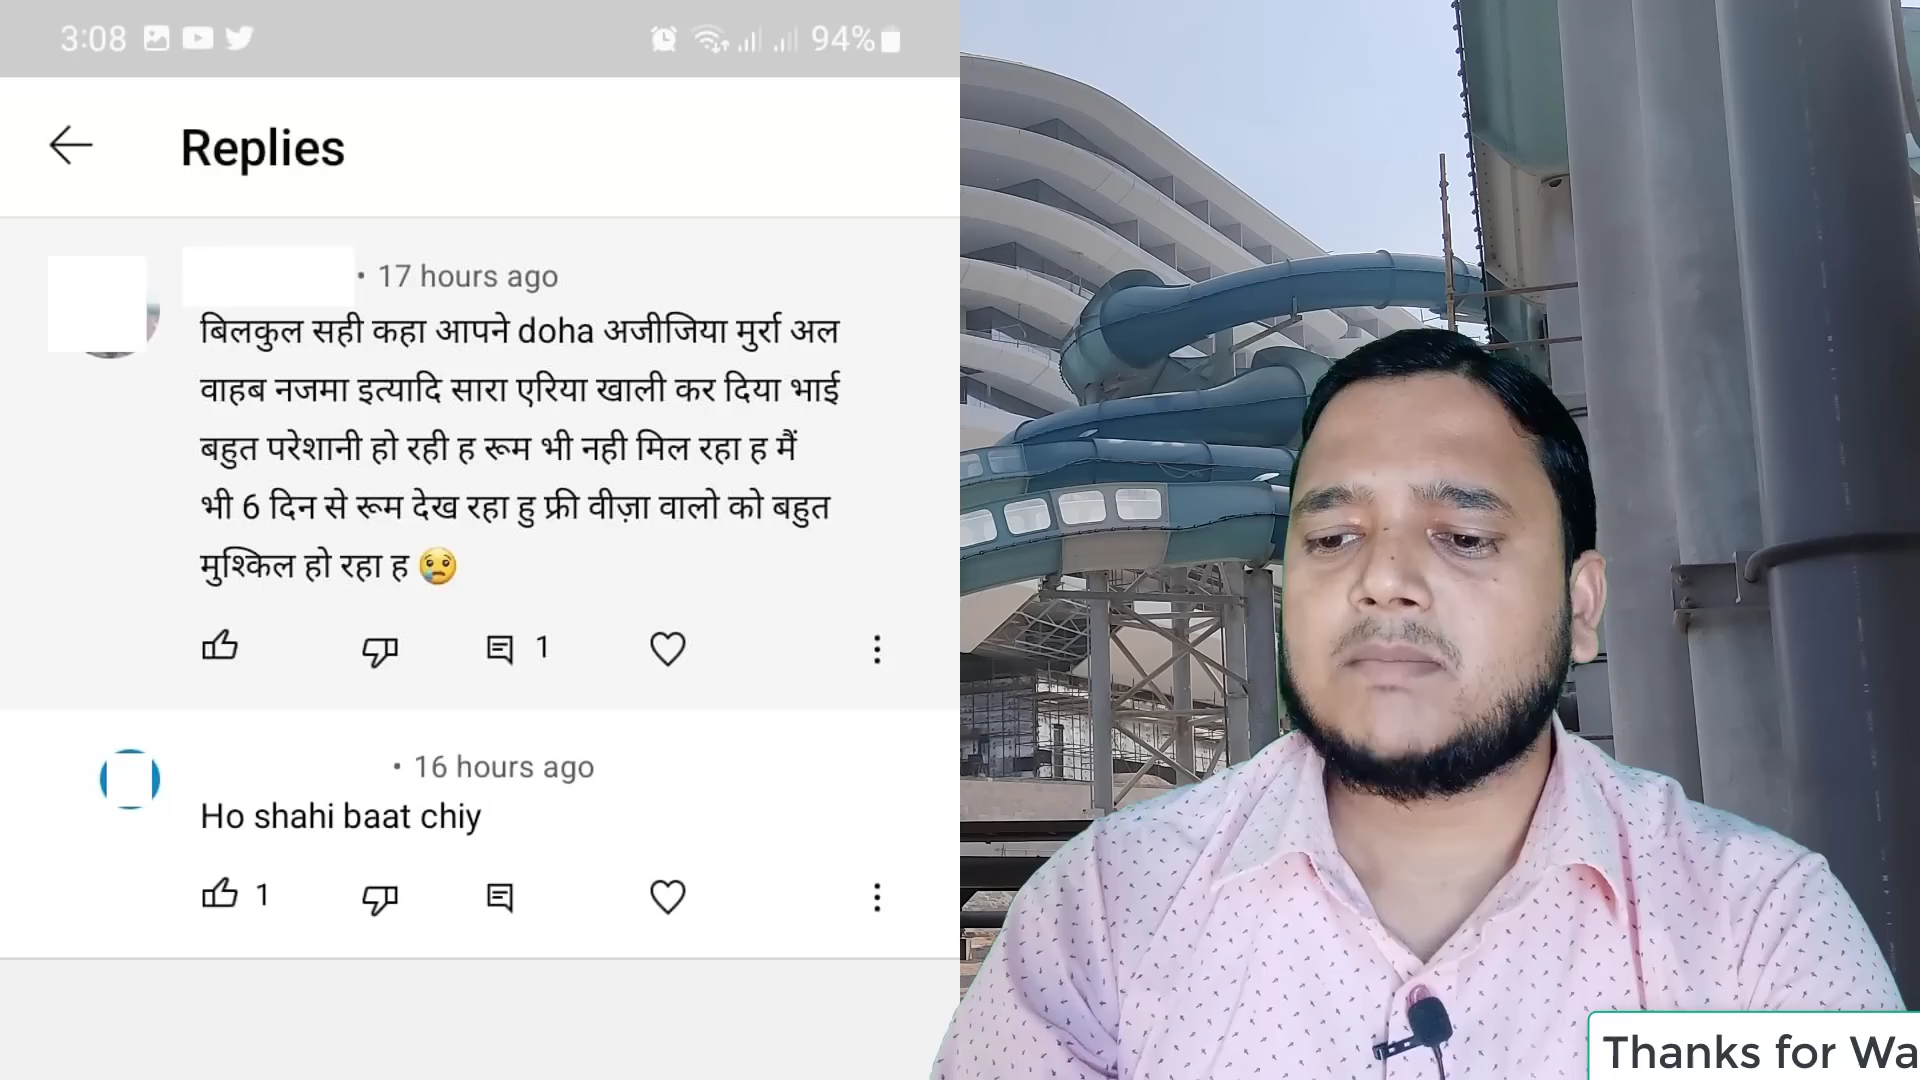 3:08 94%
Replies
• 17 hours ago
बिलकुल सही कहा आपने doha अजीजिया मुर्रा अल
वाहब नजमा इत्यादि सारा एरिया खाली कर दिया भाई
बहुत परेशानी हो रही ह रूम भी नही मिल रहा ह मैं
भी 6 दिन से रूम देख रहा हु फ्री वीज़ा वालो को बहुत
मुश्किल हो रहा ह 😢
1
• 16 hours ago
Ho shahi baat chiy
1
Thanks for Wa